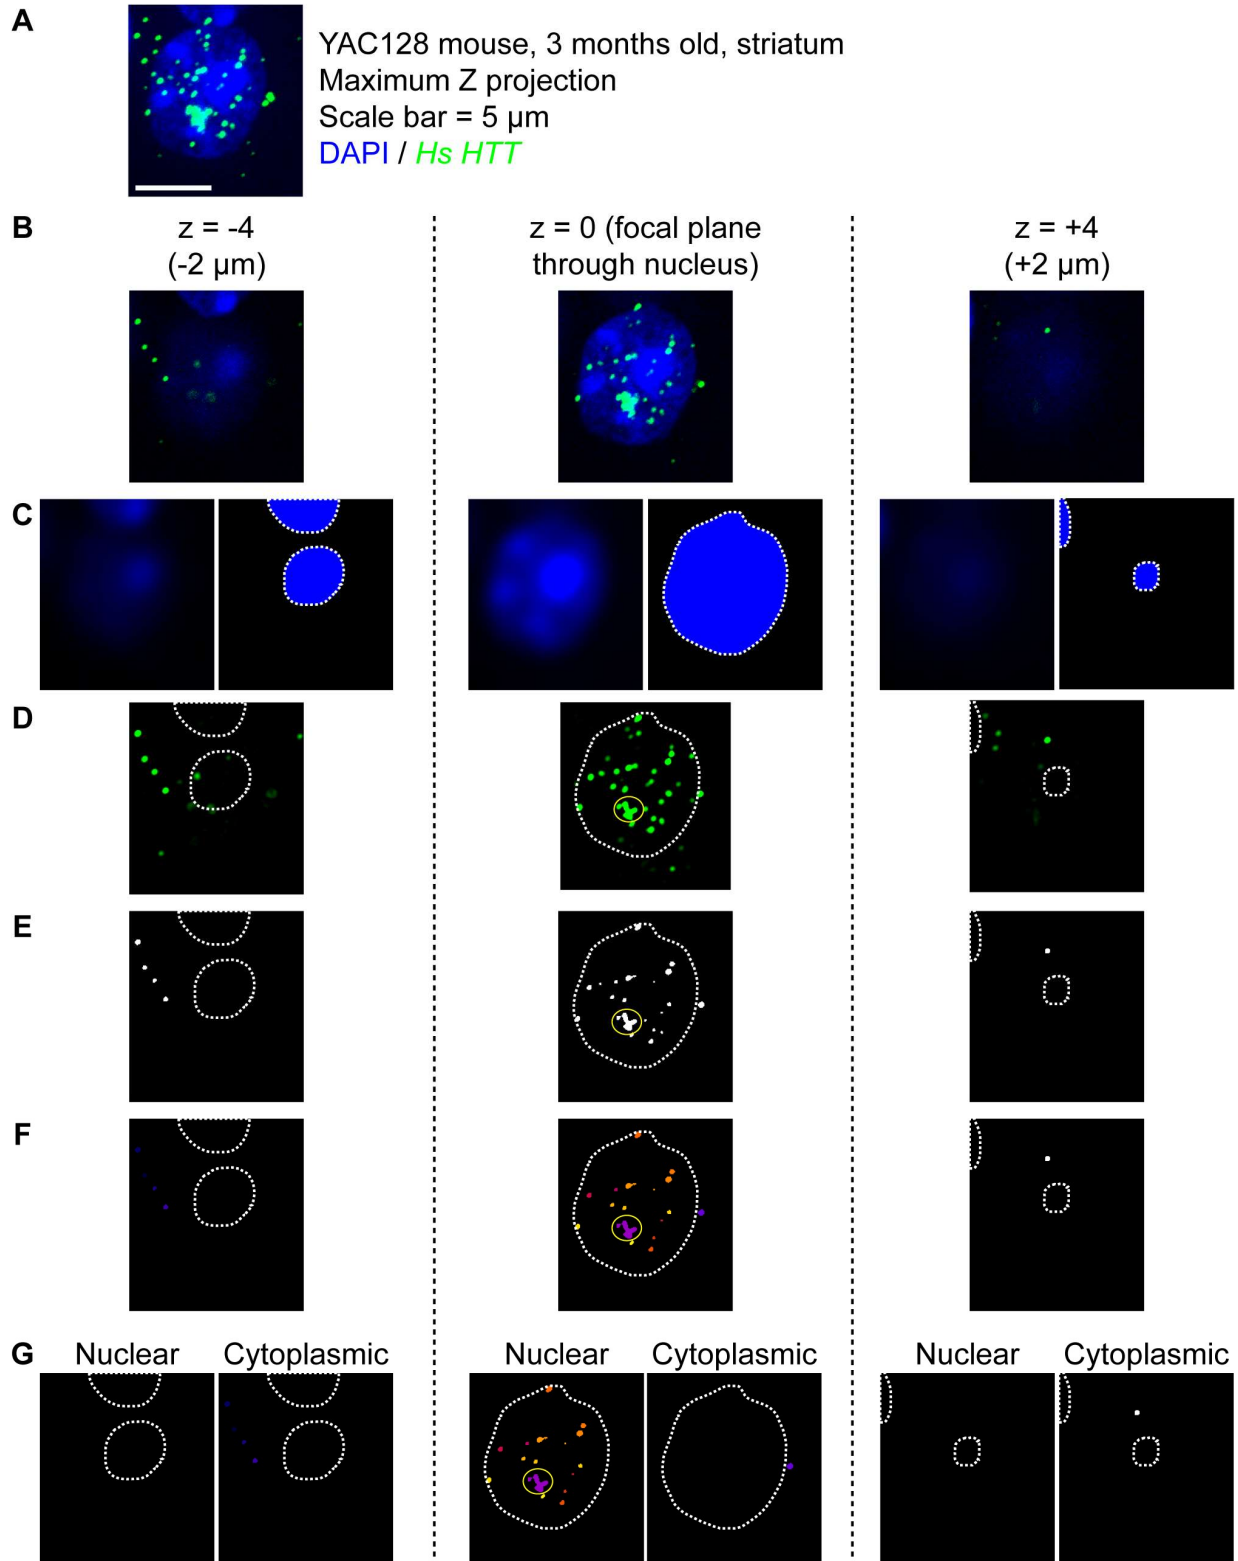 A
YAC128 mouse, 3 months old, striatum
Maximum Z projection
Scale bar = 5 µm
DAPI / Hs HTT
B
z = -4
(-2 µm)
z = 0 (focal plane
through nucleus)
z = +4
(+2 µm)
C
D
E
F
G
Nuclear
Cytoplasmic
Nuclear
Cytoplasmic
Nuclear
Cytoplasmic